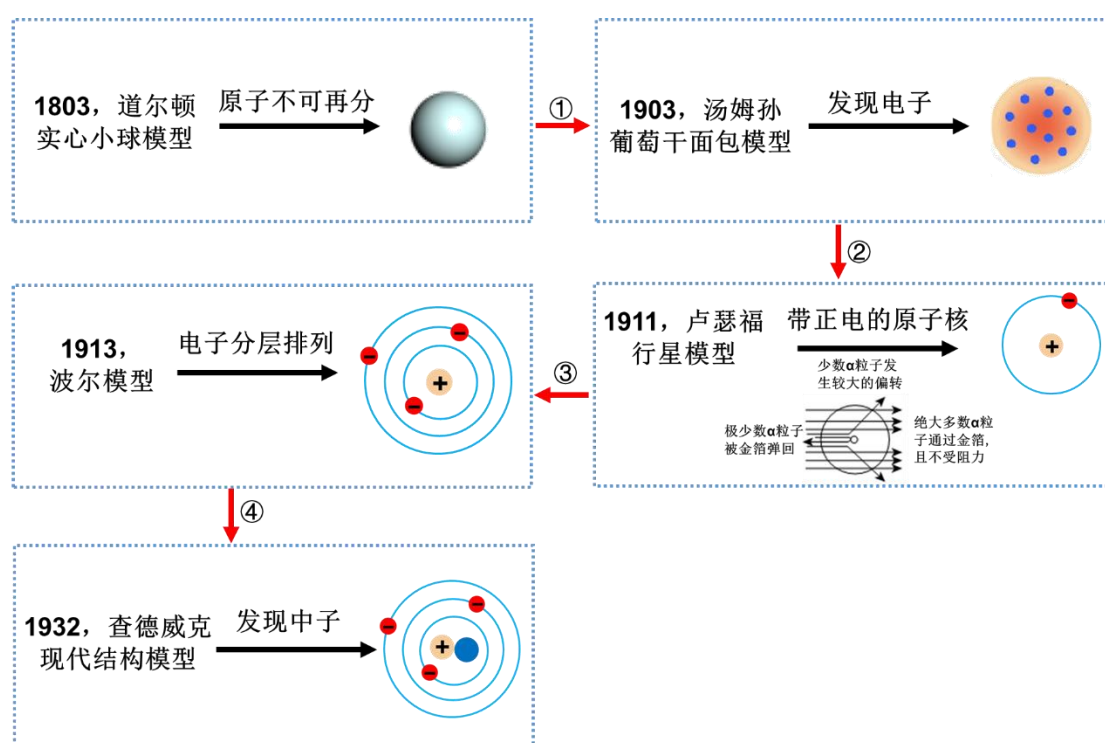 1803，道尔顿
实心小球模型
原子不可再分
①
1903，汤姆孙
葡萄干面包模型
发现电子
②
1911，卢瑟福
行星模型
带正电的原子核
少数α粒子发
生较大的偏转
极少数α粒子
被金箔弹回
绝大多数α粒
子通过金箔，
且不受阻力
−
+
③
1913，
波尔模型
电子分层排列
−
−
+
−
④
1932，查德威克
现代结构模型
发现中子
−
−
+
−